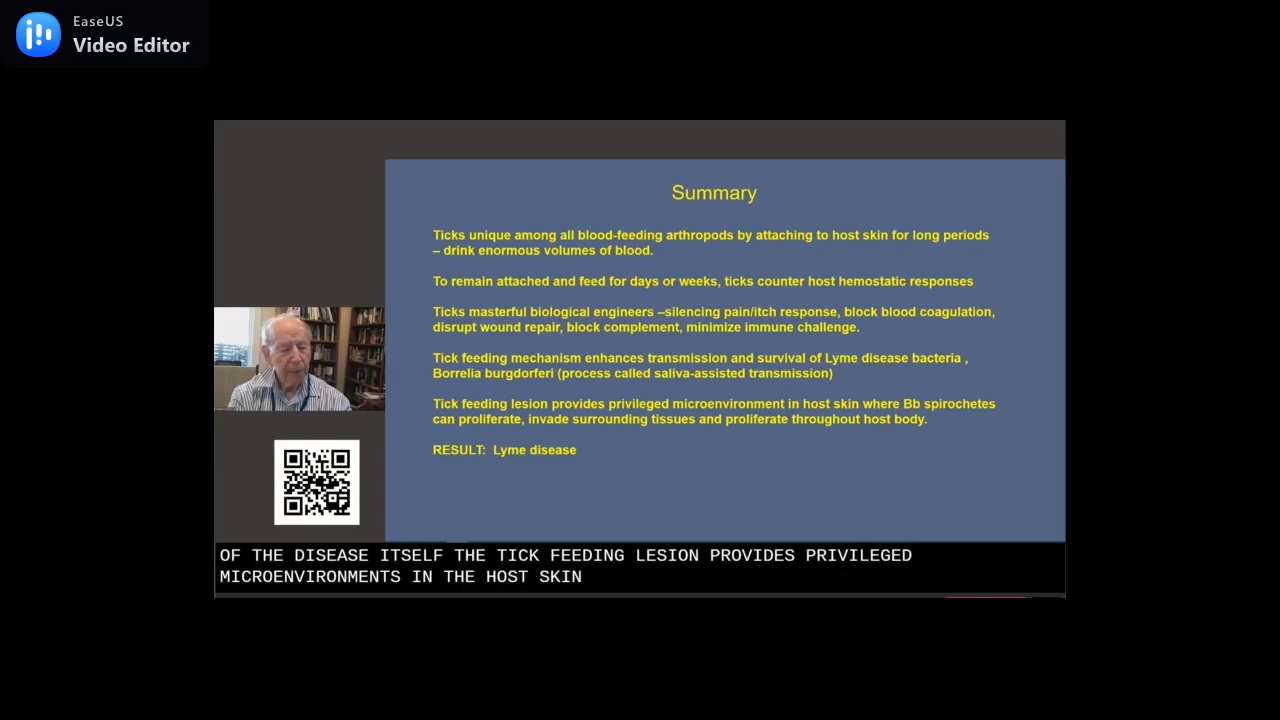 EaseUS
Video Editor
Summary
Ticks unique among all blood-feeding arthropods by attaching to host skin for long periods
– drink enormous volumes of blood.
To remain attached and feed for days or weeks, ticks counter host hemostatic responses
Ticks masterful biological engineers –silencing pain/itch response, block blood coagulation,
disrupt wound repair, block complement, minimize immune challenge.
Tick feeding mechanism enhances transmission and survival of Lyme disease bacteria ,
Borrelia burgdorferi (process called saliva-assisted transmission)
Tick feeding lesion provides privileged microenvironment in host skin where Bb spirochetes
can proliferate, invade surrounding tissues and proliferate throughout host body.
RESULT:  Lyme disease
OF THE DISEASE ITSELF THE TICK FEEDING LESION PROVIDES PRIVILEGED
MICROENVIRONMENTS IN THE HOST SKIN